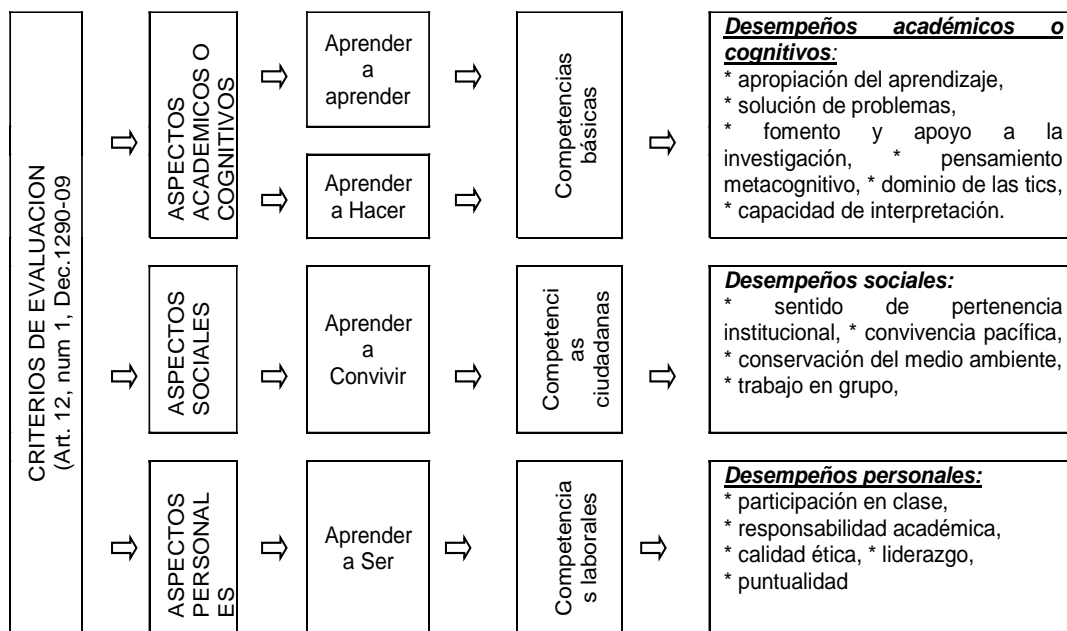 CRITERIOS DE EVALUACION
(Art. 12, num 1, Dec.1290-09
ASPECTOS
ACADEMICOS O
COGNITIVOS
Aprender
a
aprender
Aprender
a Hacer
Competencias
básicas
Desempeños académicos o
cognitivos:
* apropiación del aprendizaje,
* solución de problemas,
* fomento y apoyo a la
investigación, * pensamiento
metacognitivo, * dominio de las tics,
* capacidad de interpretación.
ASPECTOS
SOCIALES
Aprender
a
Convivir
Competenci
as
ciudadanas
Desempeños sociales:
* sentido de pertenencia
institucional, * convivencia pacífica,
* conservación del medio ambiente,
* trabajo en grupo,
ASPECTOS
PERSONAL
ES
Aprender
a Ser
Competencia
s laborales
Desempeños personales:
* participación en clase,
* responsabilidad académica,
* calidad ética, * liderazgo,
* puntualidad